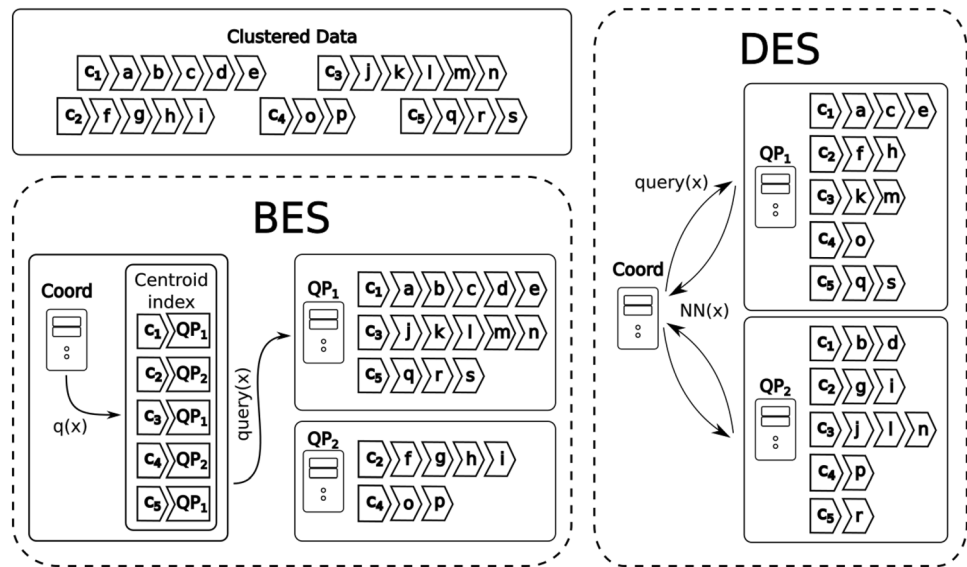 Clustered Data
c1 a b c d e
c3 j k l m n
c2 f g h i
c4 o p
c5 q r s
BES
Coord
q(x)
Centroid
index
c1 QP1
c2 QP2
c3 QP1
c4 QP2
c5 QP1
query(x)
QP1
c1 a b c d e
c3 j k l m n
c5 q r s
QP2
c2 f g h i
c4 o p
DES
Coord
query(x)
NN(x)
QP1
c1 a c e
c2 f h
c3 k m
c4 o
c5 q s
QP2
c1 b d
c2 g i
c3 j l n
c4 p
c5 r